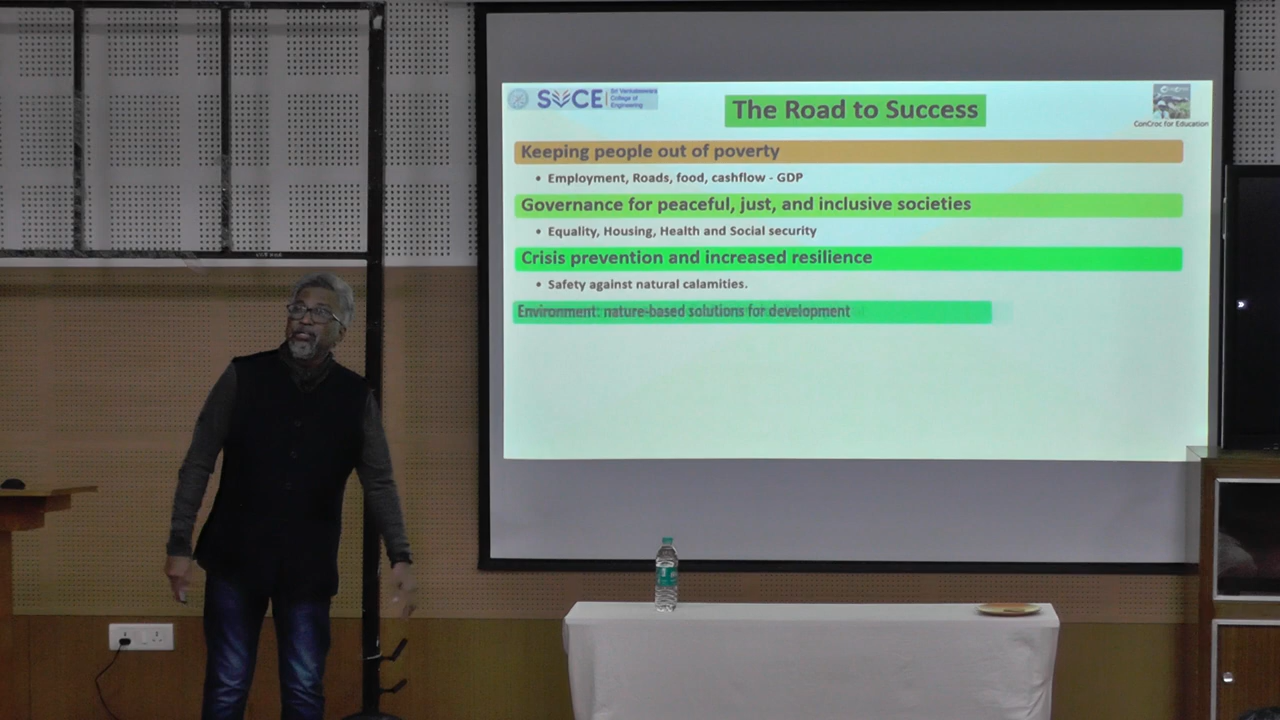 SVCE
Sri Venkateswara
College of
Engineering
The Road to Success
ConCroc for Education
Keeping people out of poverty
• Employment, Roads, food, cashflow - GDP
Governance for peaceful, just, and inclusive societies
• Equality, Housing, Health and Social security
Crisis prevention and increased resilience
• Safety against natural calamities.
Environment: nature-based solutions for development